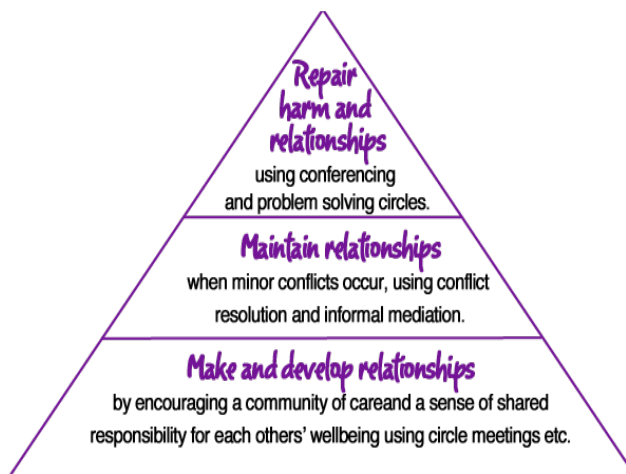 Repair
harm and
relationships
using conferencing
and problem solving circles.
Maintain relationships
when minor conflicts occur, using conflict
resolution and informal mediation.
Make and develop relationships
by encouraging a community of careand a sense of shared
responsibility for each others' wellbeing using circle meetings etc.